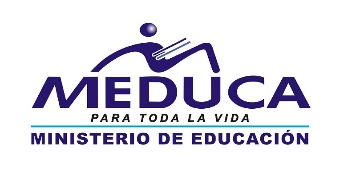 MEDUCA
PARA TODA LA VIDA
MINISTERIO DE EDUCACIÓN